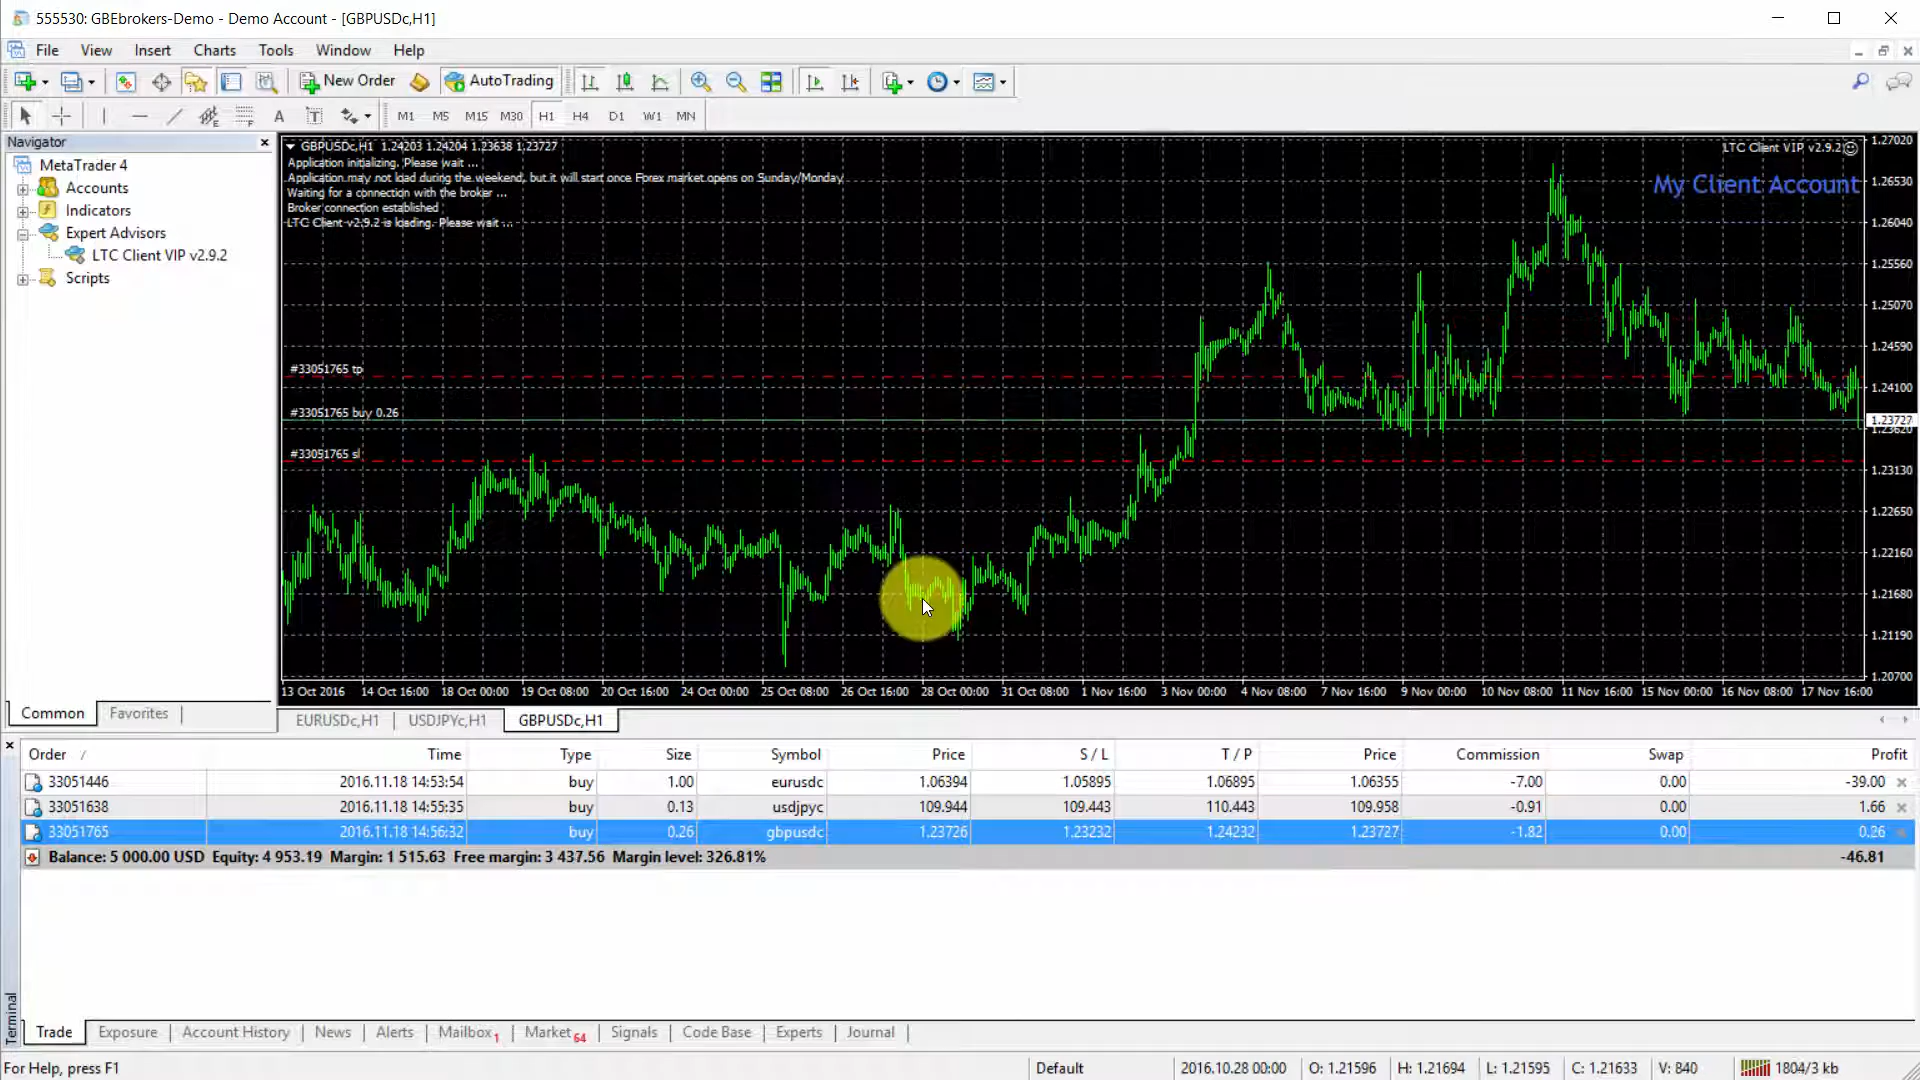 555530: GBEbrokers-Demo - Demo Account - [GBPUSDc,H1]
File View Insert Charts Tools Window Help
New Order AutoTrading
A T M1 M5 M15 M30 H1 H4 D1 W1 MN
Navigator
MetaTrader 4
Accounts
Indicators
Expert Advisors
LTC Client VIP v2.9.2
Scripts
Common Favorites
GBPUSDc,H1 1.24203 1.24204 1.23638 1.23727
Application initializing. Please wait ...
Application may not load during the weekend, but it will start once Forex market opens on Sunday/Monday
Waiting for a connection with the broker ...
Broker connection established
LTC Client v2.9.2 is loading. Please wait ...
LTC Client VIP v2.9.2
My Client Account
#33051765 tp
#33051765 buy 0.26
#33051765 sl
1.27020
1.26530
1.26040
1.25560
1.25070
1.24590
1.24100
1.23727
1.23620
1.23130
1.22650
1.22160
1.21680
1.21190
1.20700
13 Oct 2016 14 Oct 16:00 18 Oct 00:00 19 Oct 08:00 20 Oct 16:00 24 Oct 00:00 25 Oct 08:00 26 Oct 16:00 28 Oct 00:00 31 Oct 08:00 1 Nov 16:00 3 Nov 00:00 4 Nov 08:00 7 Nov 16:00 9 Nov 00:00 10 Nov 08:00 11 Nov 16:00 15 Nov 00:00 16 Nov 08:00 17 Nov 16:00
EURUSDc,H1 USDJPYc,H1 GBPUSDc,H1
Order / Time Type Size Symbol Price S / L T / P Price Commission Swap Profit
33051446 2016.11.18 14:53:54 buy 1.00 eurusdc 1.06394 1.05895 1.06895 1.06355 -7.00 0.00 -39.00
33051638 2016.11.18 14:55:35 buy 0.13 usdjpyc 109.944 109.443 110.443 109.958 -0.91 0.00 1.66
33051765 2016.11.18 14:56:32 buy 0.26 gbpusdc 1.23726 1.23232 1.24232 1.23727 -1.82 0.00 0.26
Balance: 5 000.00 USD Equity: 4 953.19 Margin: 1 515.63 Free margin: 3 437.56 Margin level: 326.81% -46.81
Terminal
Trade Exposure Account History News Alerts Mailbox 1 Market 64 Signals Code Base Experts Journal
For Help, press F1 Default 2016.10.28 00:00 O: 1.21596 H: 1.21694 L: 1.21595 C: 1.21633 V: 840 1804/3 kb